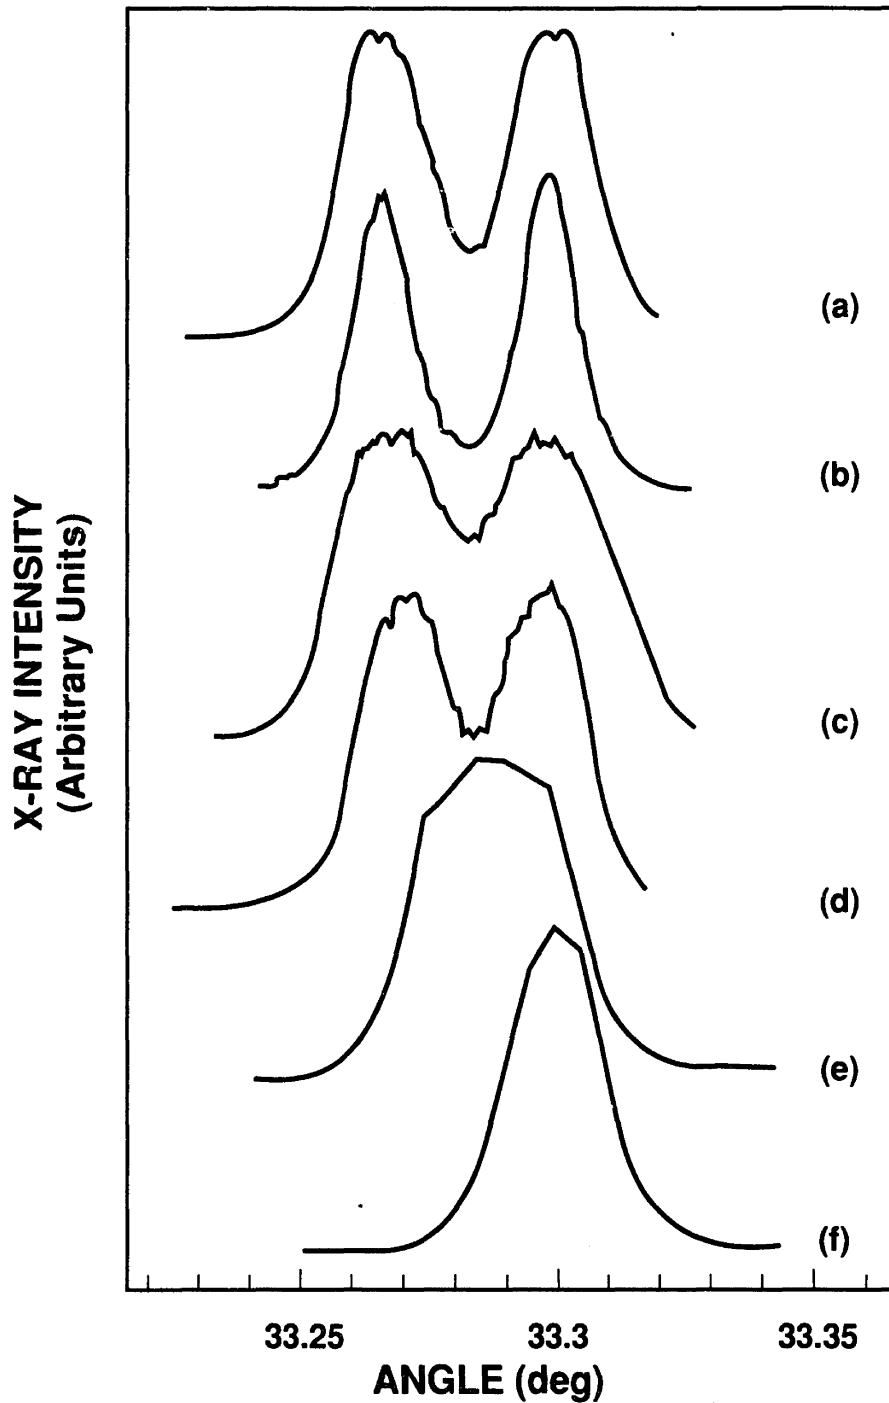 X-RAY INTENSITY
(Arbitrary Units)
(a)
(b)
(c)
(d)
(e)
(f)
33.25 33.3 33.35
ANGLE (deg)